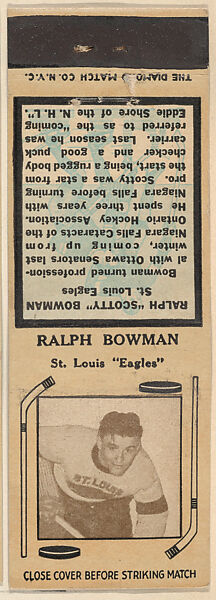 THE DIAMOND MATCH CO. N.Y.C.
RALPH "SCOTTY" BOWMAN
St. Louis Eagles
Bowman turned profession-
al with Ottawa Senators last
winter, coming up from
Niagara Falls Cataracts of the
Ontario Hockey Association.
He spent three years with
Niagara Falls before turning
pro. Scotty was a star from
the start, being a rugged body
checker and a good puck
carrier. Last season he was
referred to as the "coming
Eddie Shore of the N. H. L."
RALPH BOWMAN
St. Louis "Eagles"
ST. LOUIS
CLOSE COVER BEFORE STRIKING MATCH